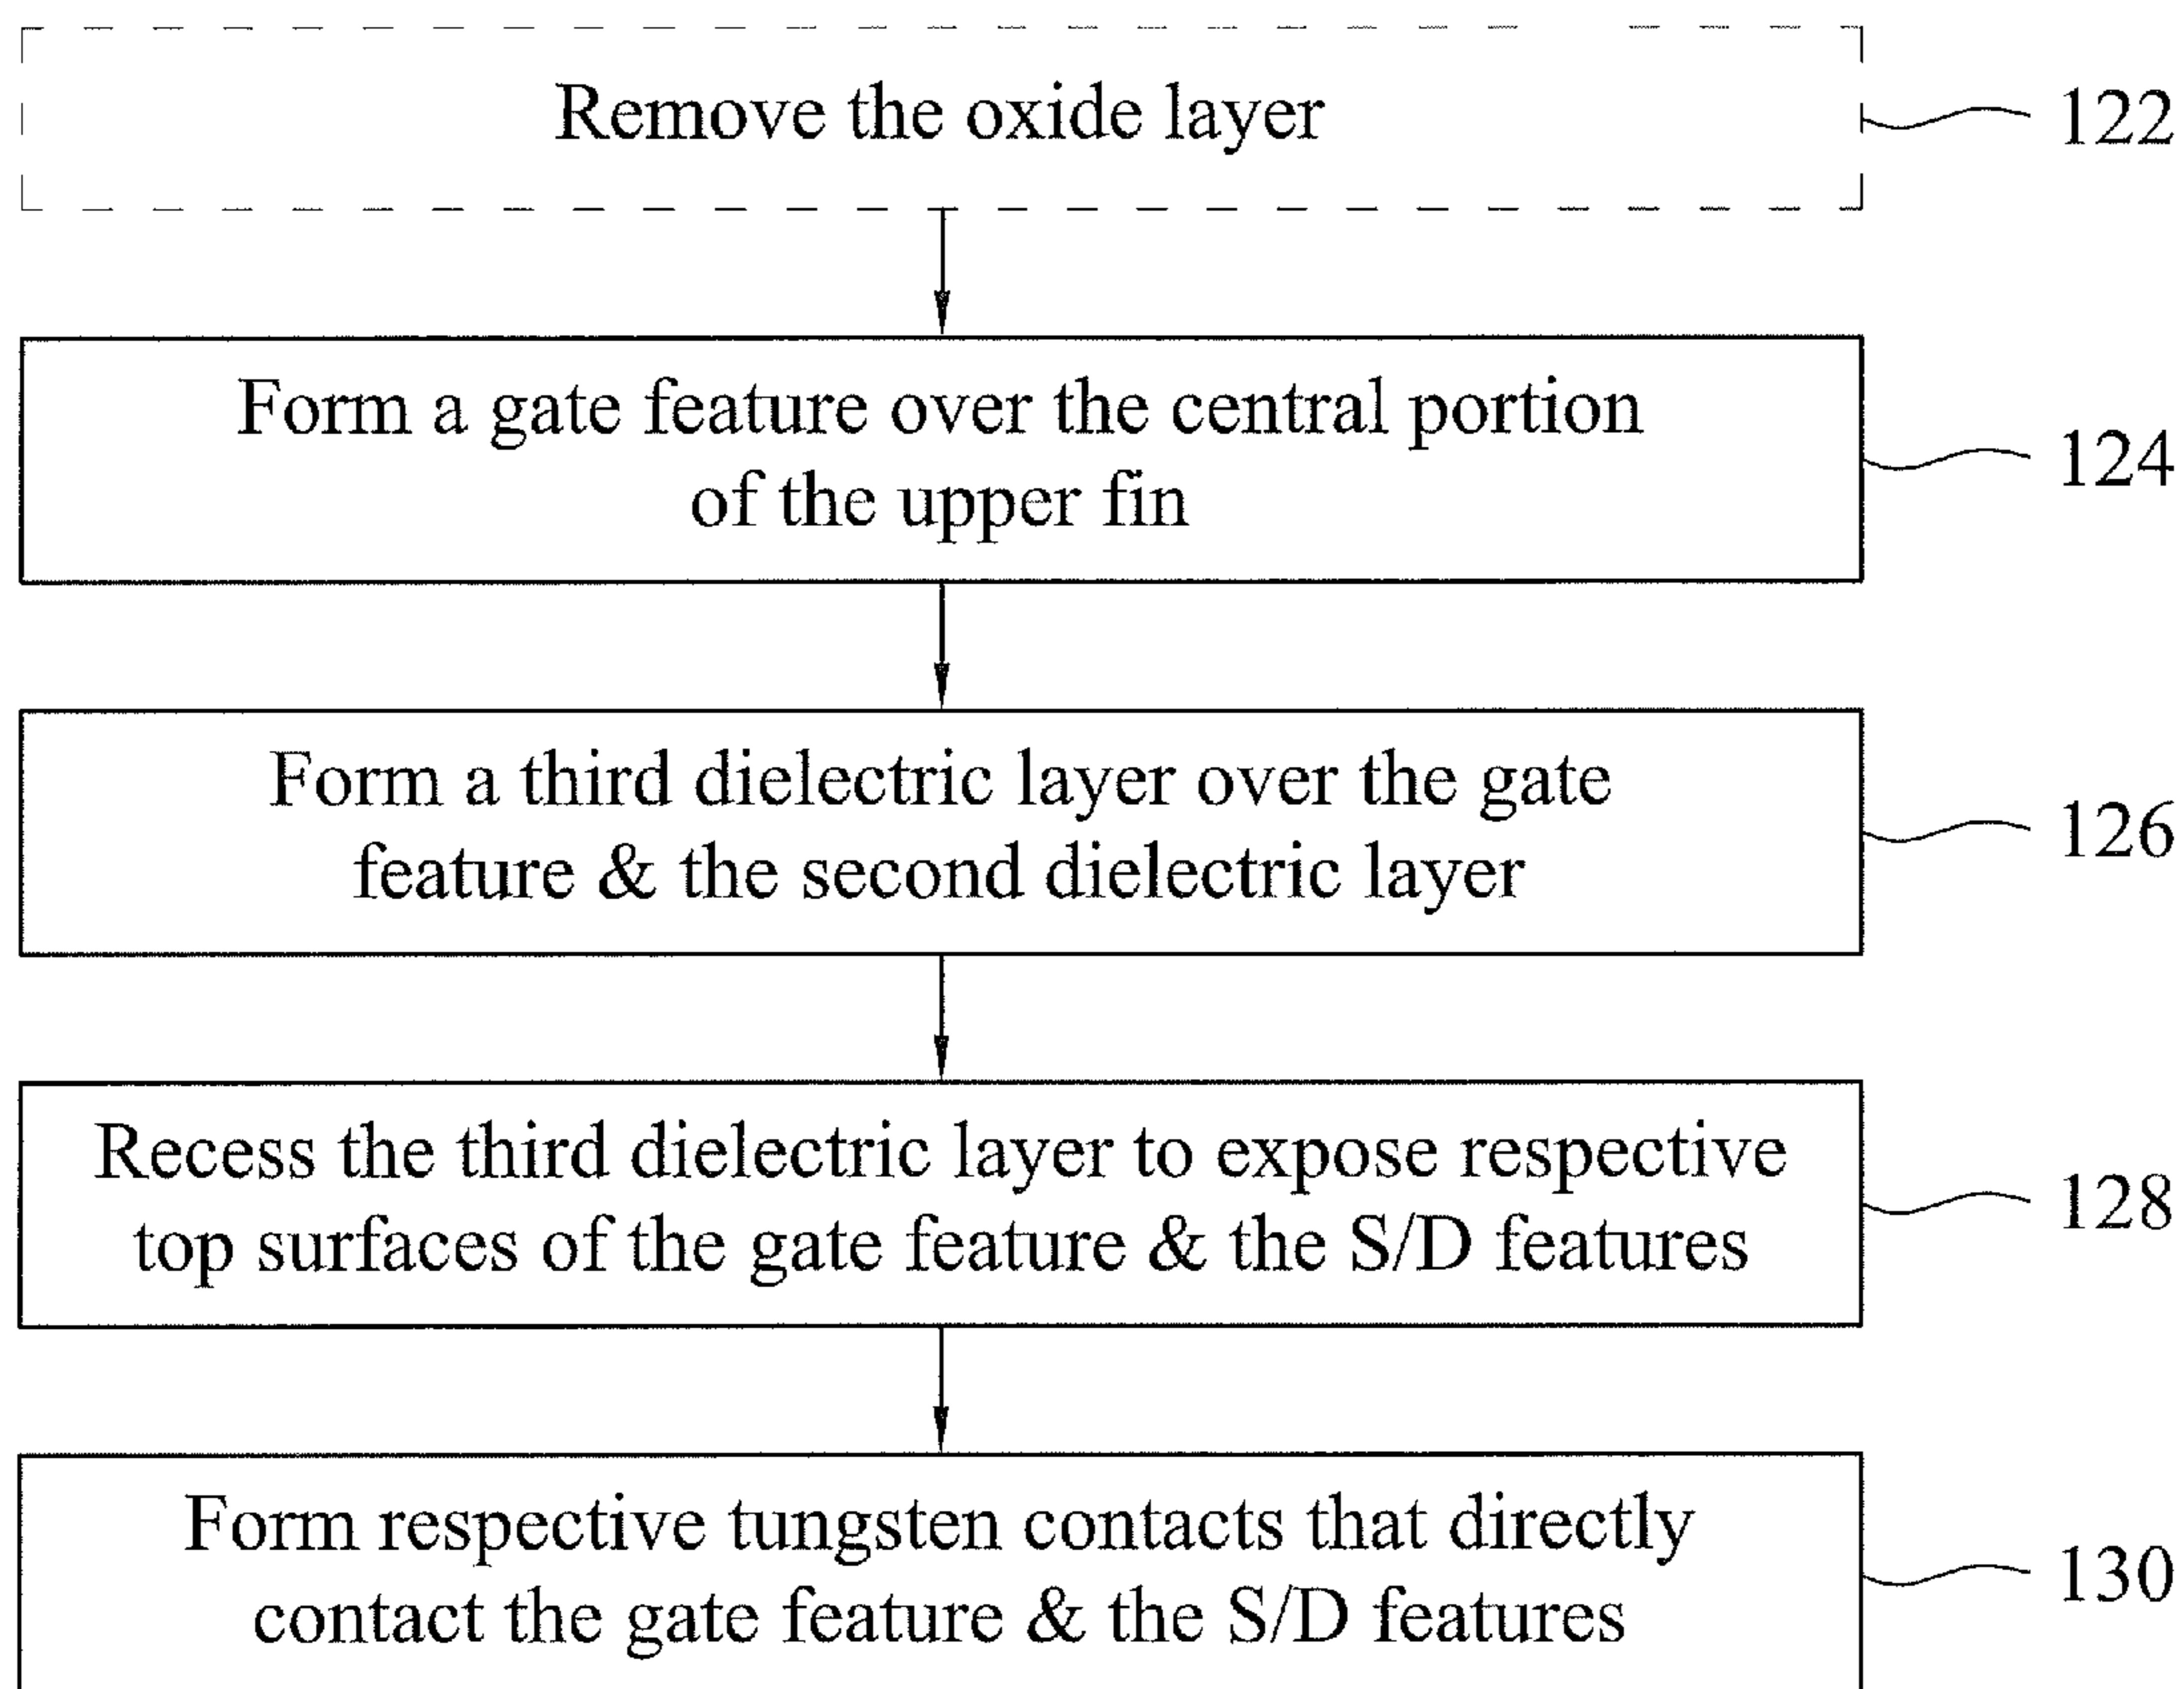 Remove the oxide layer
122
Form a gate feature over the central portion
of the upper fin
124
Form a third dielectric layer over the gate
feature & the second dielectric layer
126
Recess the third dielectric layer to expose respective
top surfaces of the gate feature & the S/D features
128
Form respective tungsten contacts that directly
contact the gate feature & the S/D features
130